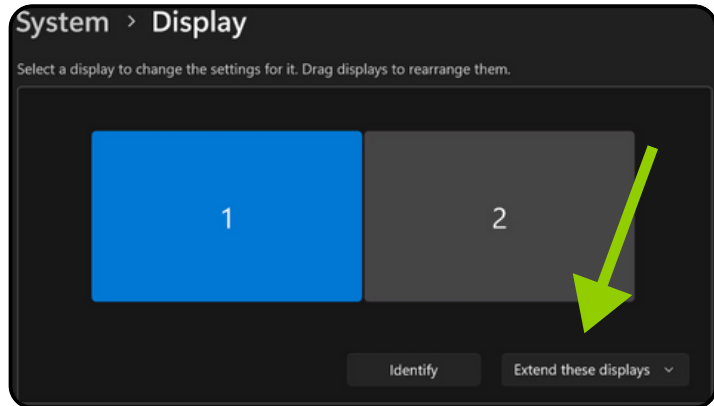 System > Display
Select a display to change the settings for it. Drag displays to rearrange them.
1
2
Identify
Extend these displays